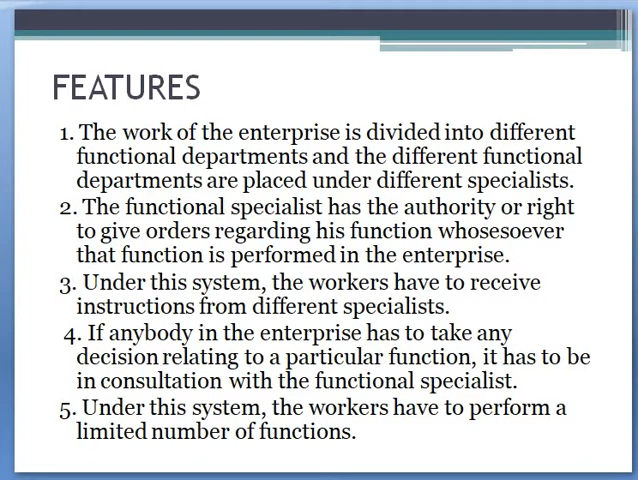 FEATURES
1. The work of the enterprise is divided into different
functional departments and the different functional
departments are placed under different specialists.
2. The functional specialist has the authority or right
to give orders regarding his function whosesoever
that function is performed in the enterprise.
3. Under this system, the workers have to receive
instructions from different specialists.
4. If anybody in the enterprise has to take any
decision relating to a particular function, it has to be
in consultation with the functional specialist.
5. Under this system, the workers have to perform a
limited number of functions.